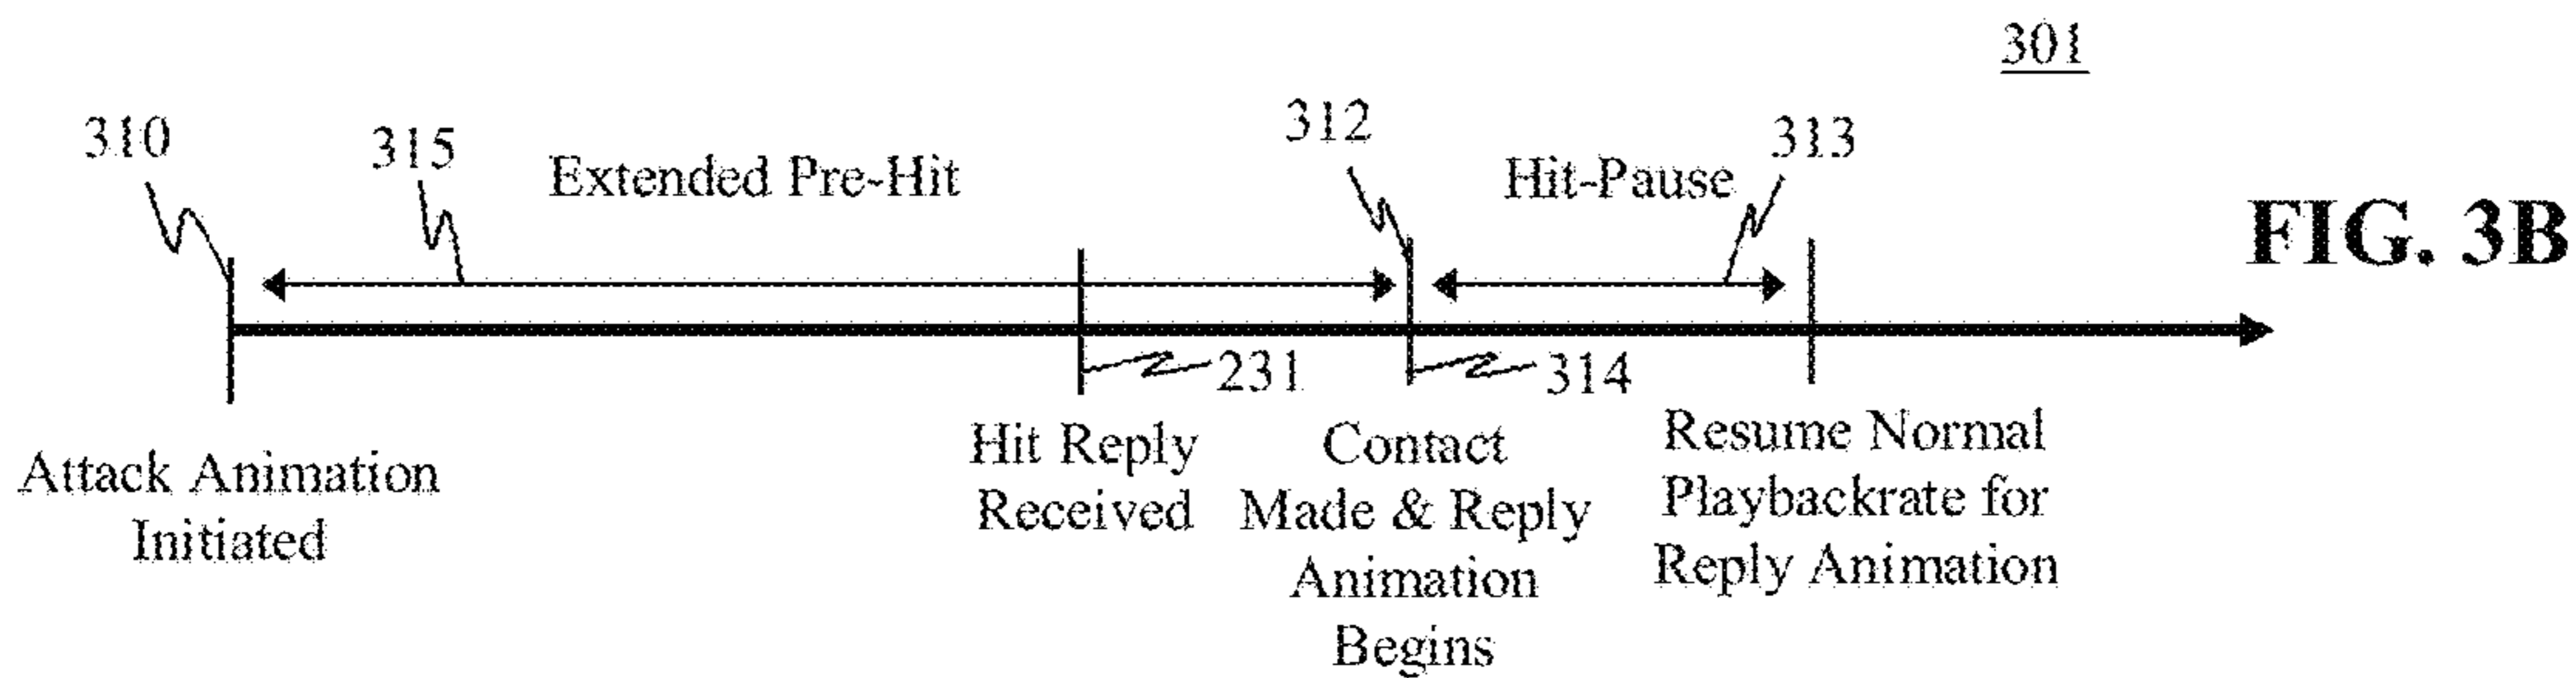 301
310
315
Extended Pre-Hit
312
Hit-Pause
313
FIG. 3B
231
314
Attack Animation
Initiated
Hit Reply
Received
Contact
Made & Reply
Animation
Begins
Resume Normal
Playbackrate for
Reply Animation